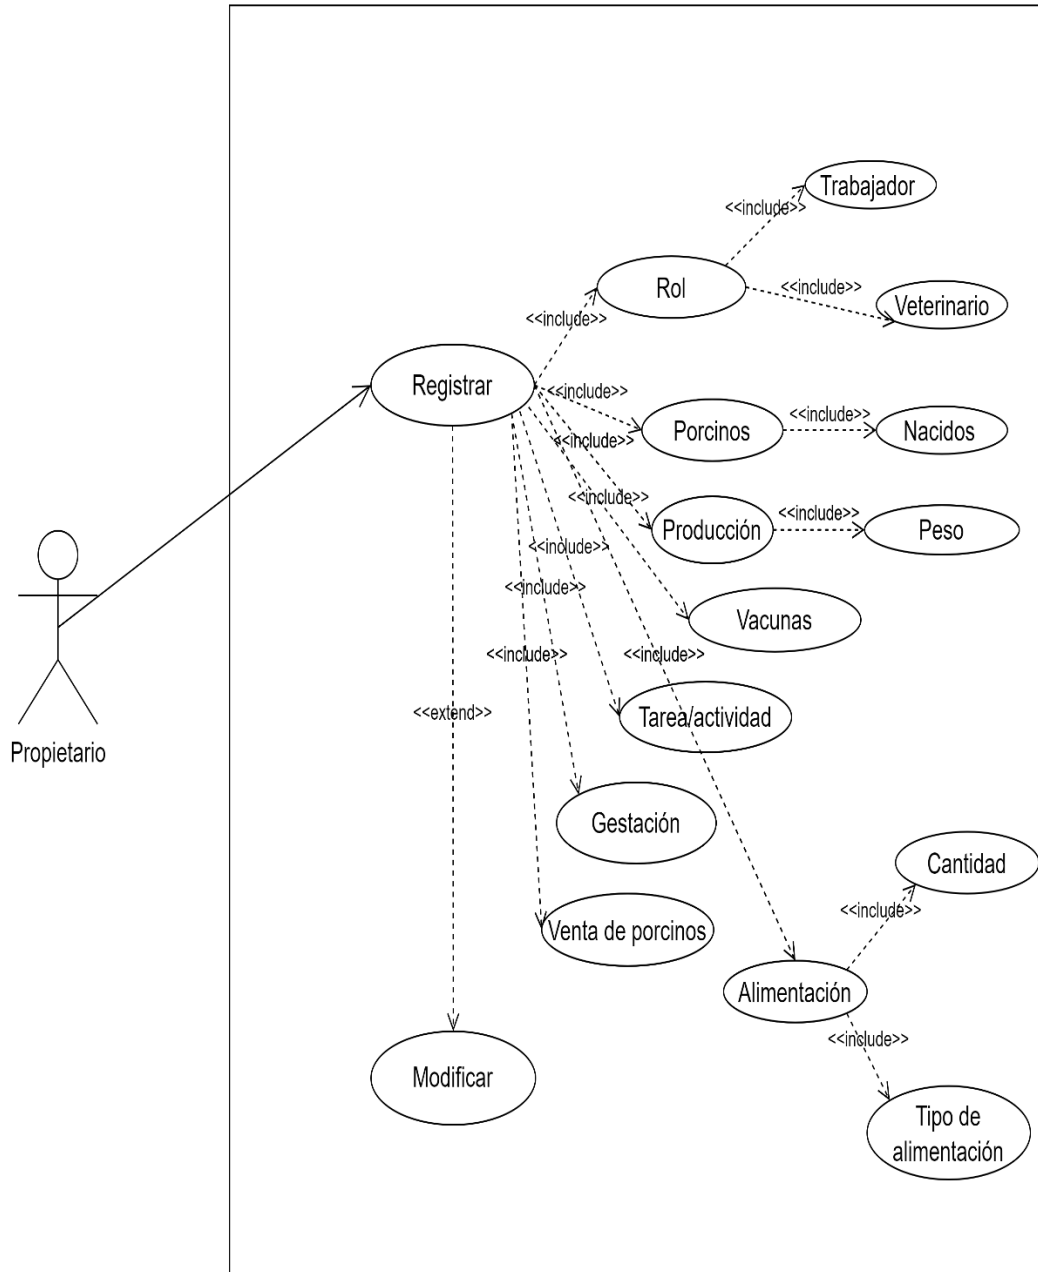 Trabajador
<<include>>
Rol
<<include>>
Veterinario
<<include>>
Registrar
<<include>>
<<include>>
Porcinos
Nacidos
<<include>>
<<include>>
<<include>>
Producción
Peso
<<include>>
<<include>>
Vacunas
<<include>>
<<include>>
<<extend>>
Tarea/actividad
Propietario
Gestación
Cantidad
<<include>>
Venta de porcinos
Alimentación
<<include>>
Modificar
Tipo de
alimentación